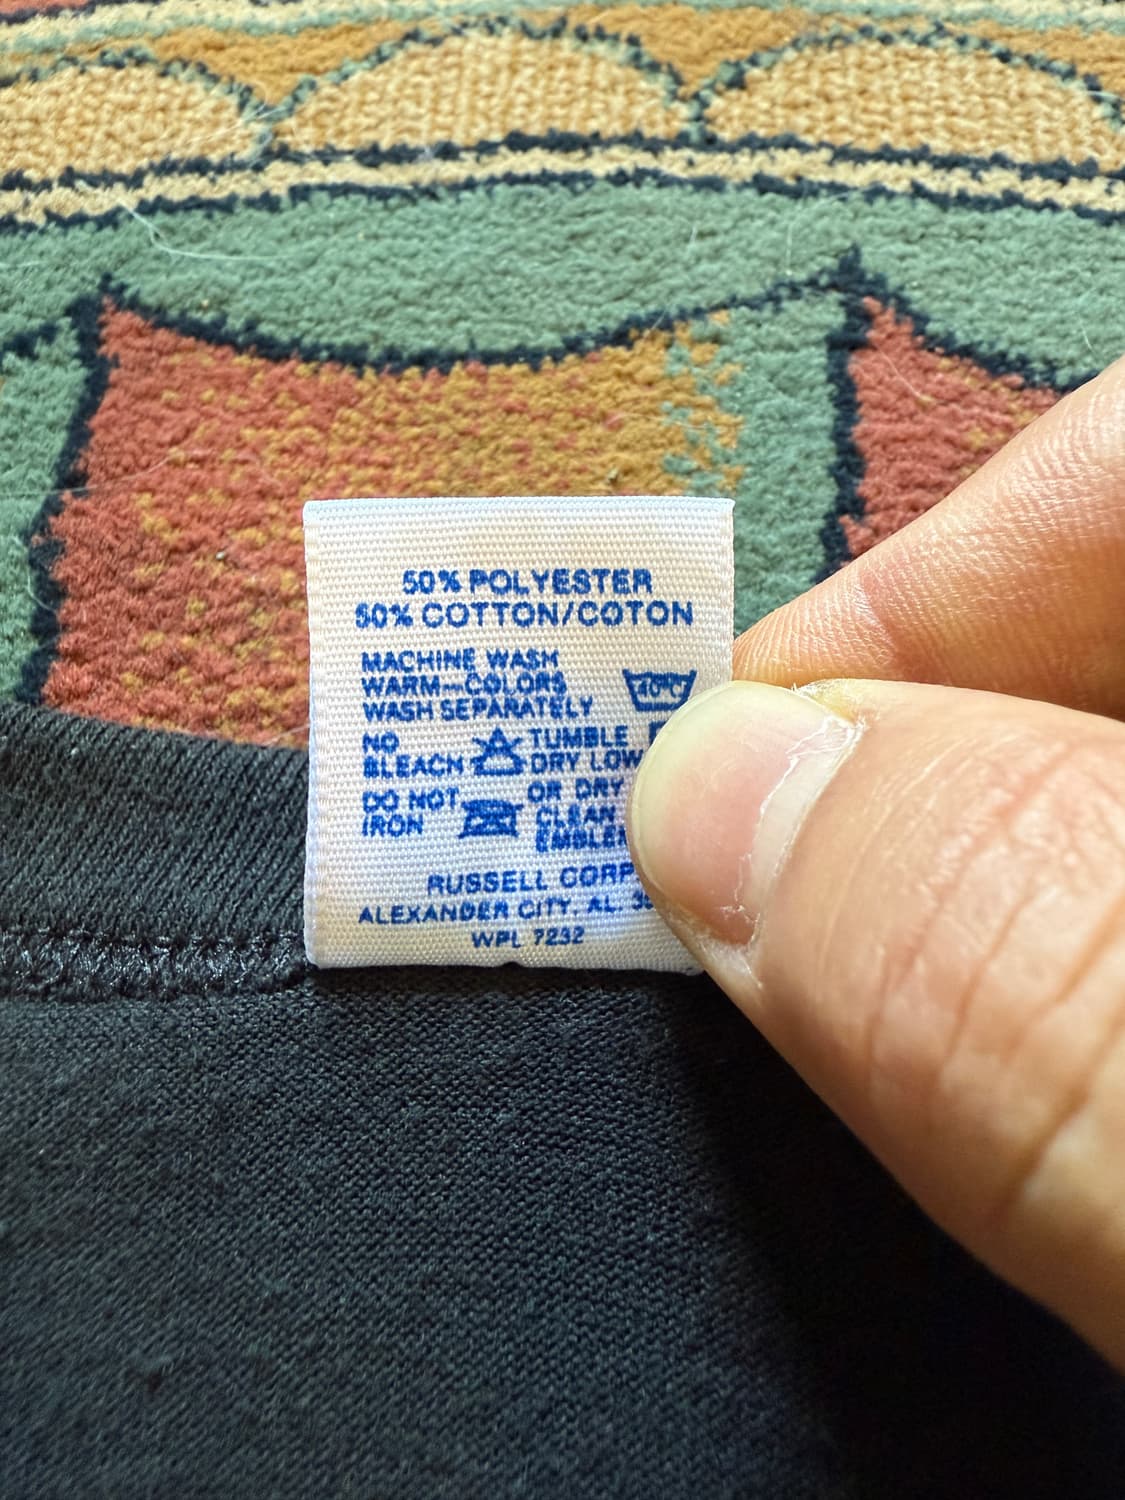 50% POLYESTER
50% COTTON/COTON
MACHINE WASH
WARM—COLORS
WASH SEPARATELY
40°C
NO
BLEACH
TUMBLE
DRY LOW
DO NOT
IRON
OR DRY
CLEAN
RUSSELL CORP
ALEXANDER CITY, AL.
WPL 7232